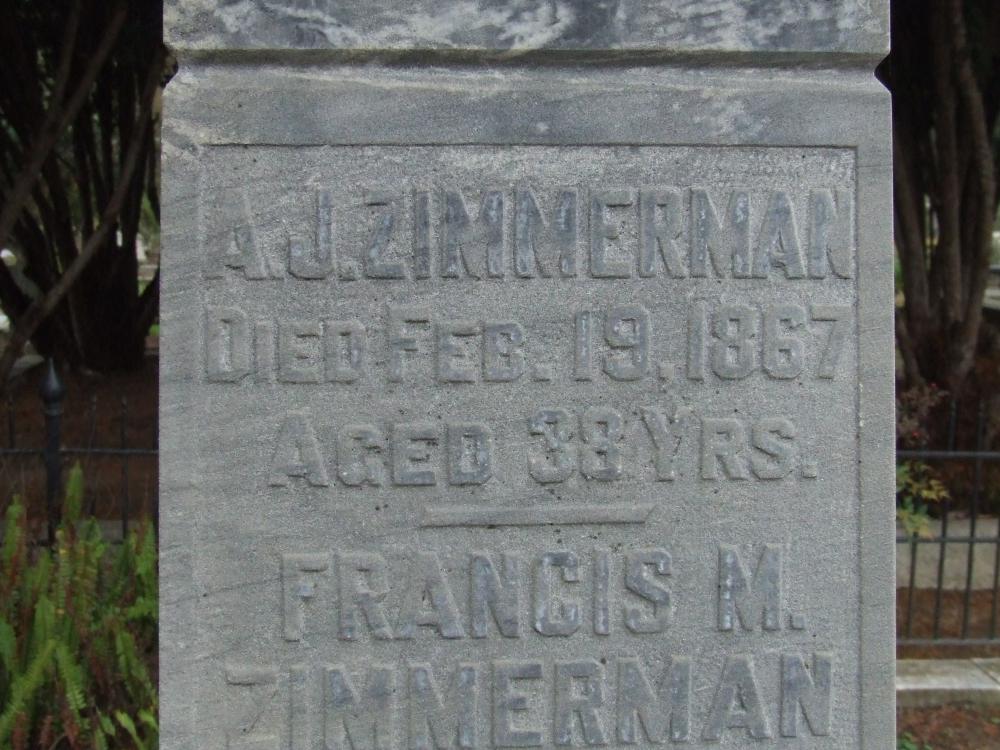 A.J. ZIMMERMAN
DIED FEB. 19, 1867
AGED 38 YRS.
FRANCIS M.
ZIMMERMAN